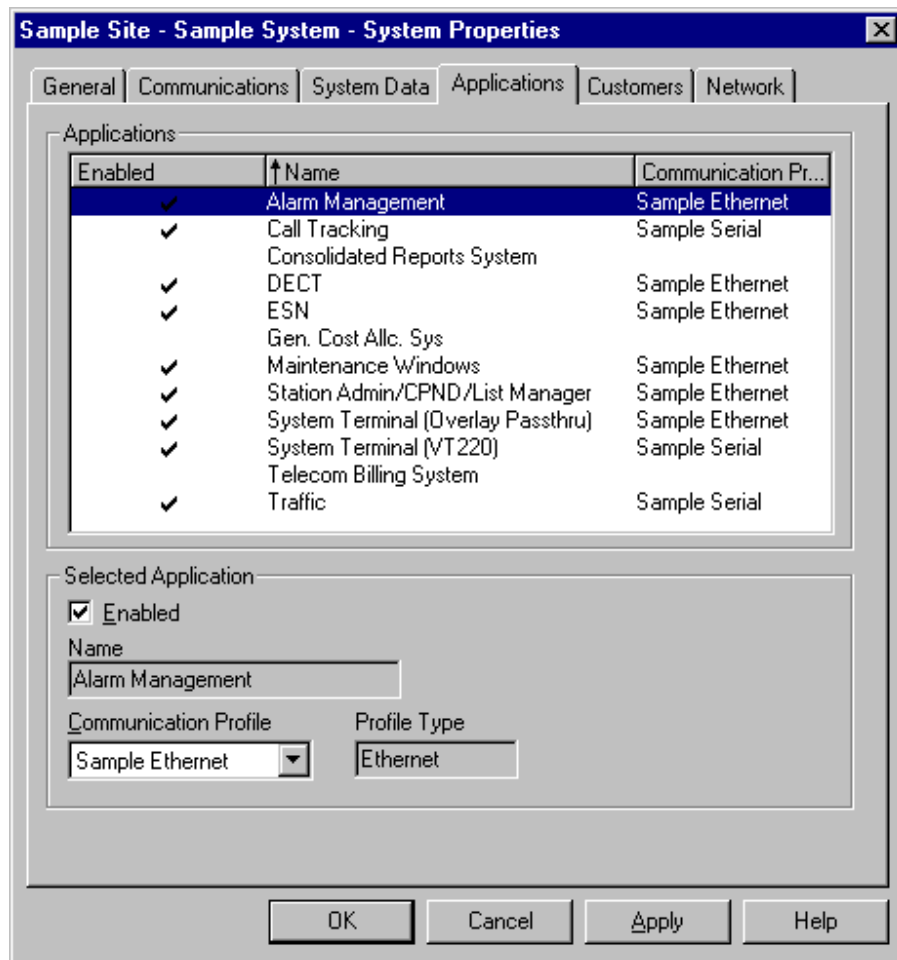 Sample Site - Sample System - System Properties
General Communications System Data Applications Customers Network
Applications
Enabled Name Communication Pr...
Alarm Management Sample Ethernet
Call Tracking Sample Serial
Consolidated Reports System
DECT Sample Ethernet
ESN Sample Ethernet
Gen. Cost Allc. Sys
Maintenance Windows Sample Ethernet
Station Admin/CPND/List Manager Sample Ethernet
System Terminal (Overlay Passthru) Sample Ethernet
System Terminal (VT220) Sample Serial
Telecom Billing System
Traffic Sample Serial
Selected Application
Enabled
Name
Alarm Management
Communication Profile Profile Type
Sample Ethernet Ethernet
OK Cancel Apply Help